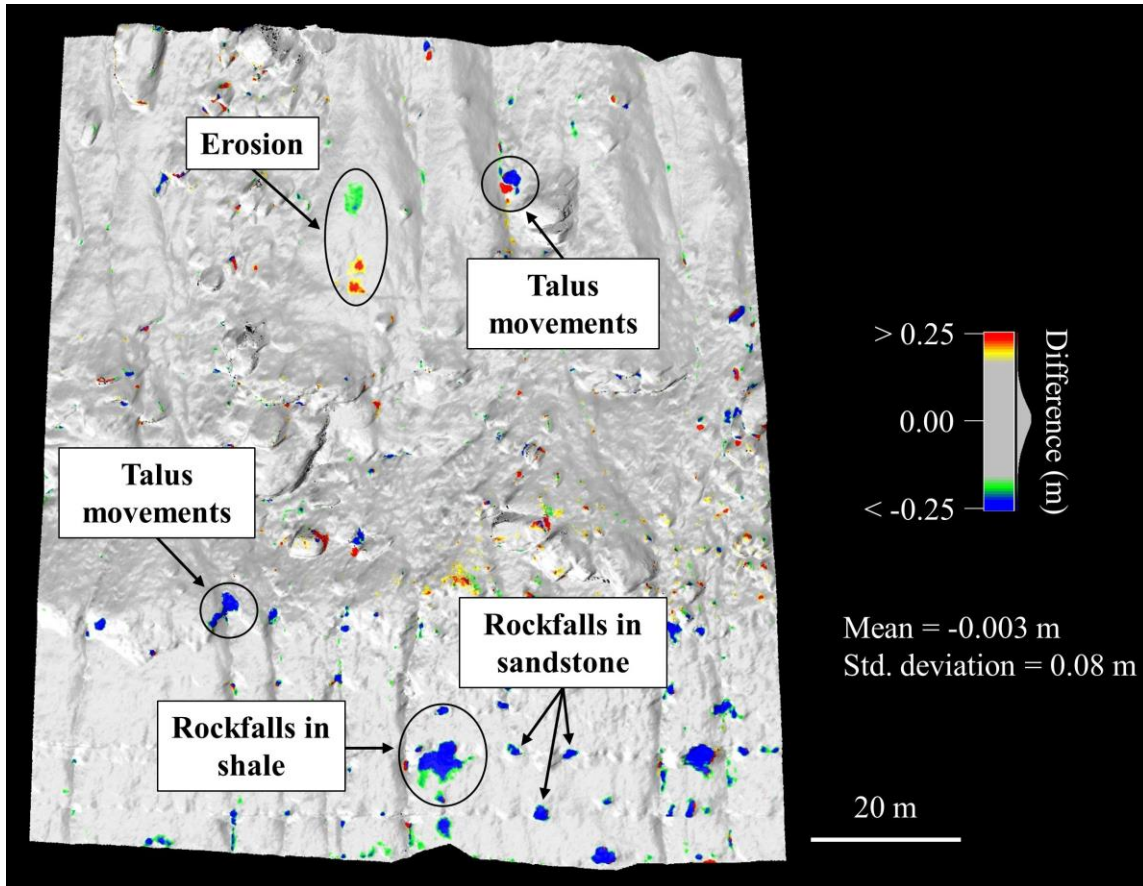 Erosion
Talus
movements
Talus
movements
Rockfalls in
sandstone
Rockfalls in
shale
> 0.25
0.00
< -0.25
Difference (m)
Mean = -0.003 m
Std. deviation = 0.08 m
20 m